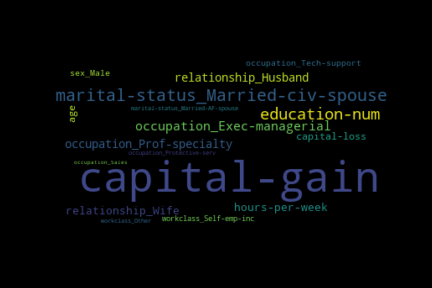 occupation_Tech-support
sex_Male
relationship_Husband
marital-status_Married-civ-spouse
marital-status_Married-AF-spouse
age
education-num
occupation_Exec-managerial
capital-loss
occupation_Prof-specialty
occupation_Protective-serv
occupation_Sales
capital-gain
relationship_Wife
hours-per-week
workclass_Self-emp-inc
workclass_Other